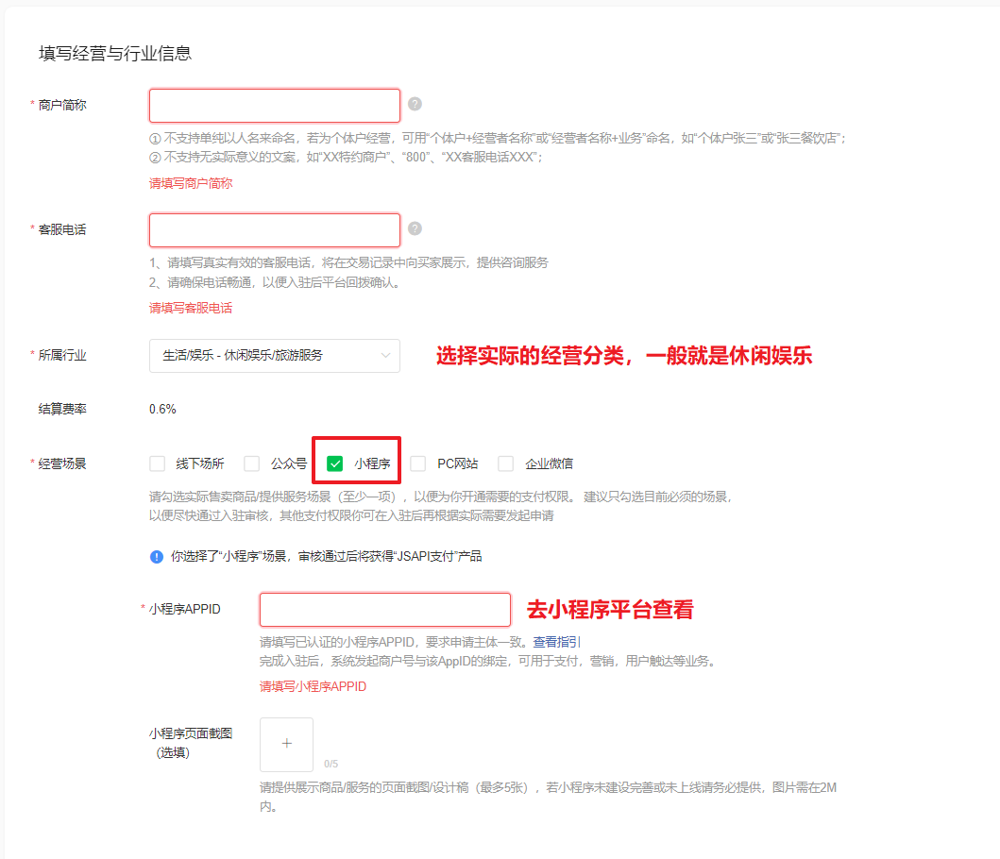 填写经营与行业信息
* 商户简称
?
① 不支持单纯以人名来命名，若为个体户经营，可用“个体户+经营者名称”或“经营者名称+业务”命名，如“个体户张三”或“张三餐饮店”；
② 不支持无实际意义的文案，如“XX特约商户”、“800”、“XX客服电话XXX”；
请填写商户简称
* 客服电话
?
1、请填写真实有效的客服电话，将在交易记录中向买家展示，提供咨询服务
2、请确保电话畅通，以便入驻后平台回拨确认。
请填写客服电话
* 所属行业
生活/娱乐 - 休闲娱乐/旅游服务
选择实际的经营分类，一般就是休闲娱乐
结算费率
0.6%
* 经营场景
线下场所 公众号 小程序 PC网站 企业微信
请勾选实际售卖商品/提供服务场景（至少一项），以便为你开通需要的支付权限。 建议只勾选目前必须的场景，
以便尽快通过入驻审核，其他支付权限你可在入驻后再根据实际需要发起申请
! 你选择了“小程序”场景，审核通过后将获得“JSAPI支付”产品
* 小程序APPID
去小程序平台查看
请填写已认证的小程序APPID，要求申请主体一致。查看指引
完成入驻后，系统发起商户号与该AppID的绑定，可用于支付，营销，用户触达等业务。
请填写小程序APPID
小程序页面截图
（选填）
+
0/5
请提供展示商品/服务的页面截图/设计稿（最多5张），若小程序未建设完善或未上线请务必提供，图片需在2M
内。